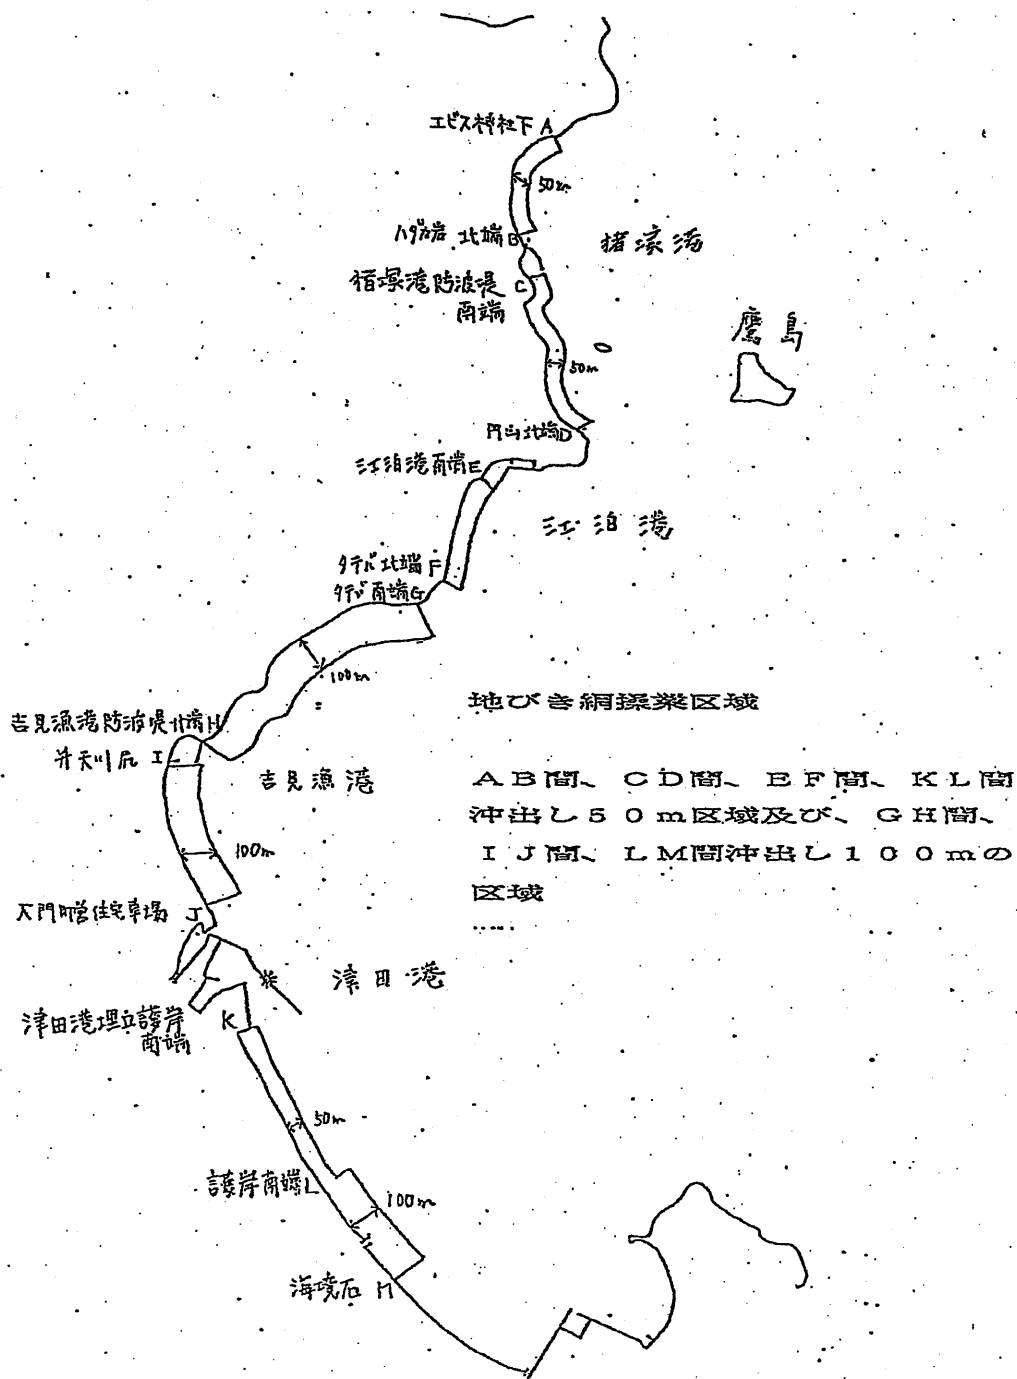 エビス神社下 A
50m
ハダカ岩 北端 B
猪塚港
猪塚港防波堤 C
南端
鷹島
50m
門山北端 D
江泊港南端 E
江泊港
タテバ北端 F
タテバ南端 G
100m
地びき網操業区域
吉見漁港防波堤北端 H
弁天川尻 I
吉見漁港
ＡＢ間、ＣＤ間、ＥＦ間、ＫＬ間
沖出し５０ｍ区域及び、ＧＨ間、
ＩＪ間、ＬＭ間沖出し１００ｍの
区域
……
100m
大門町営住宅車場 J
津田港
津田港埋立護岸 K
南端
50m
護岸南端 L
100m
海境石 M